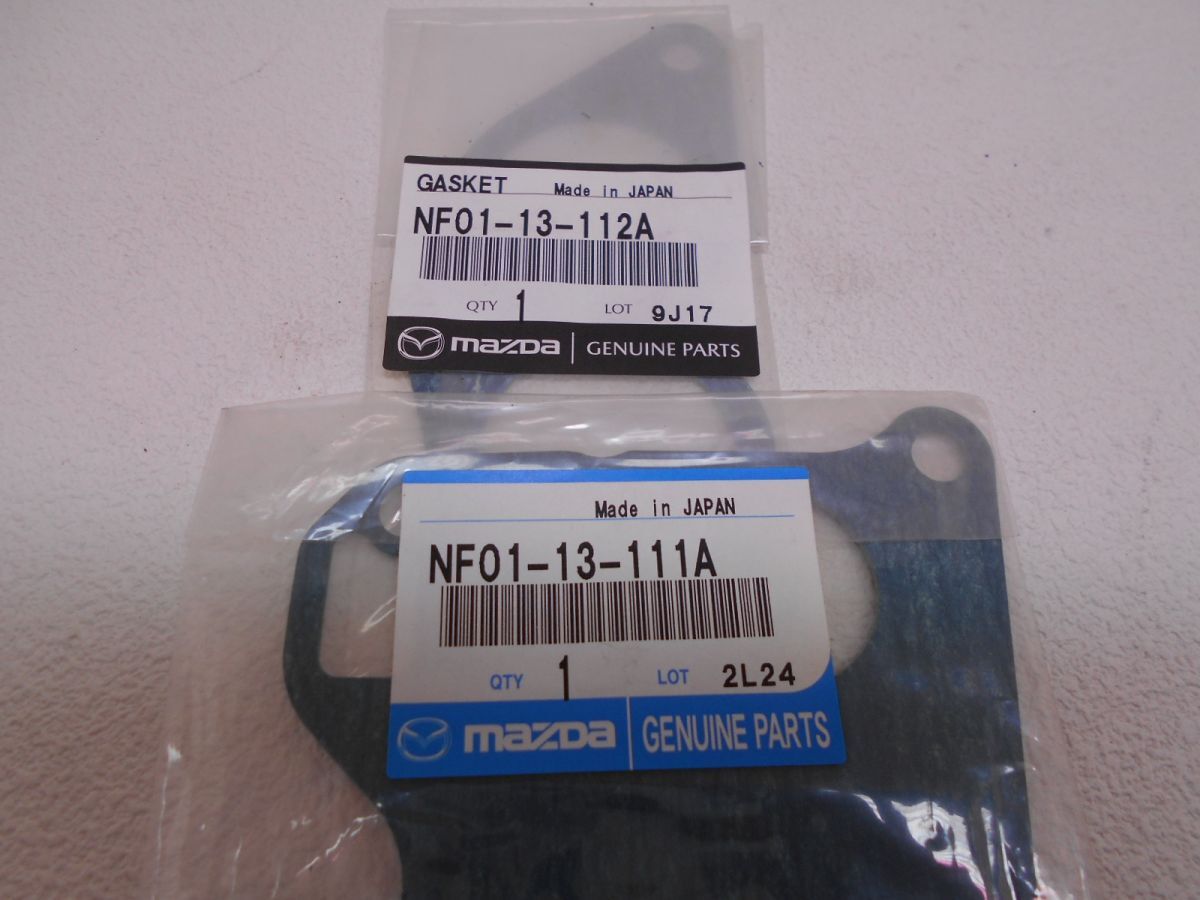 GASKET Made in JAPAN
NF01-13-112A
QTY 1 LOT 9J17
mazda GENUINE PARTS
Made in JAPAN
NF01-13-111A
QTY 1 LOT 2L24
mazda GENUINE PARTS